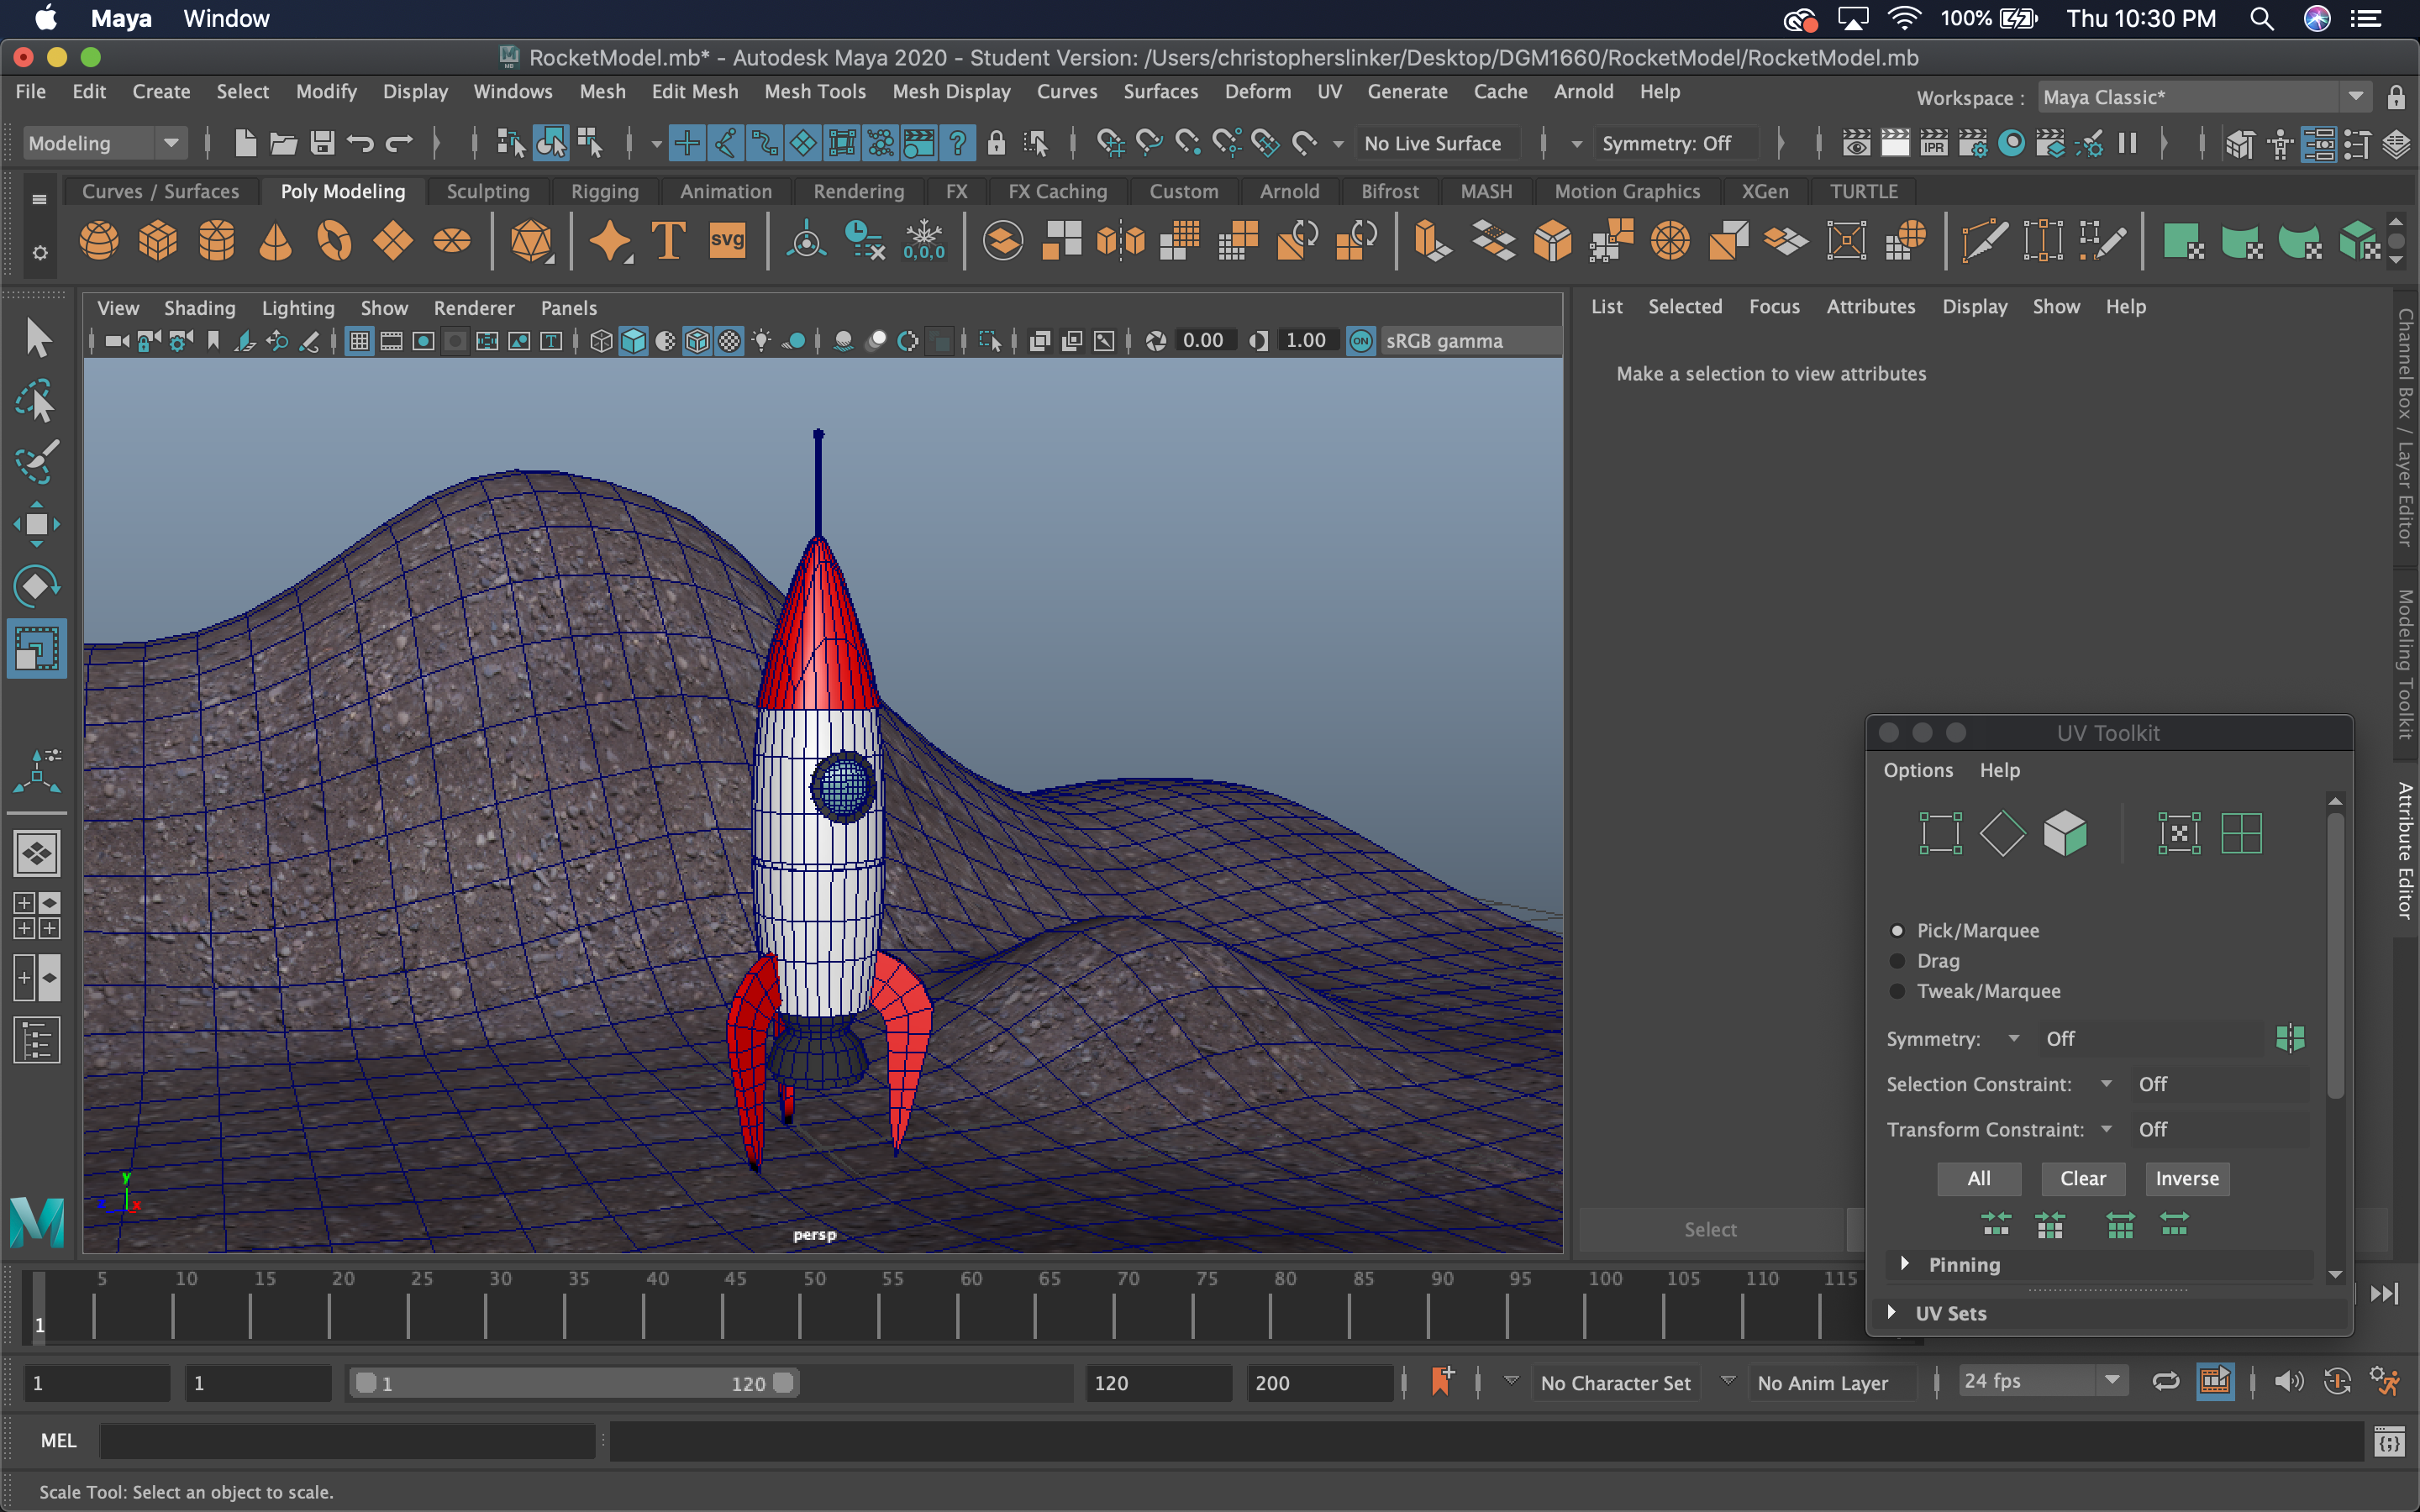 Maya Window 100% Thu 10:30 PM
RocketModel.mb* - Autodesk Maya 2020 - Student Version: /Users/christopherslinker/Desktop/DGM1660/RocketModel/RocketModel.mb
File Edit Create Select Modify Display Windows Mesh Edit Mesh Mesh Tools Mesh Display Curves Surfaces Deform UV Generate Cache Arnold Help Workspace : Maya Classic*
Modeling No Live Surface Symmetry: Off IPR
Curves / Surfaces Poly Modeling Sculpting Rigging Animation Rendering FX FX Caching Custom Arnold Bifrost MASH Motion Graphics XGen TURTLE
T svg 0,0,0
View Shading Lighting Show Renderer Panels
0.00 1.00 ON sRGB gamma
List Selected Focus Attributes Display Show Help
Make a selection to view attributes
Channel Box / Layer Editor
Modeling Toolkit
Attribute Editor
UV Toolkit
Options Help
Pick/Marquee
Drag
Tweak/Marquee
Symmetry: Off
Selection Constraint: Off
Transform Constraint: Off
All Clear Inverse
Pinning
UV Sets
Select
y
z x
persp
5 10 15 20 25 30 35 40 45 50 55 60 65 70 75 80 85 90 95 100 105 110 115
1
1 1 1 120 120 200 No Character Set No Anim Layer 24 fps
MEL
Scale Tool: Select an object to scale.